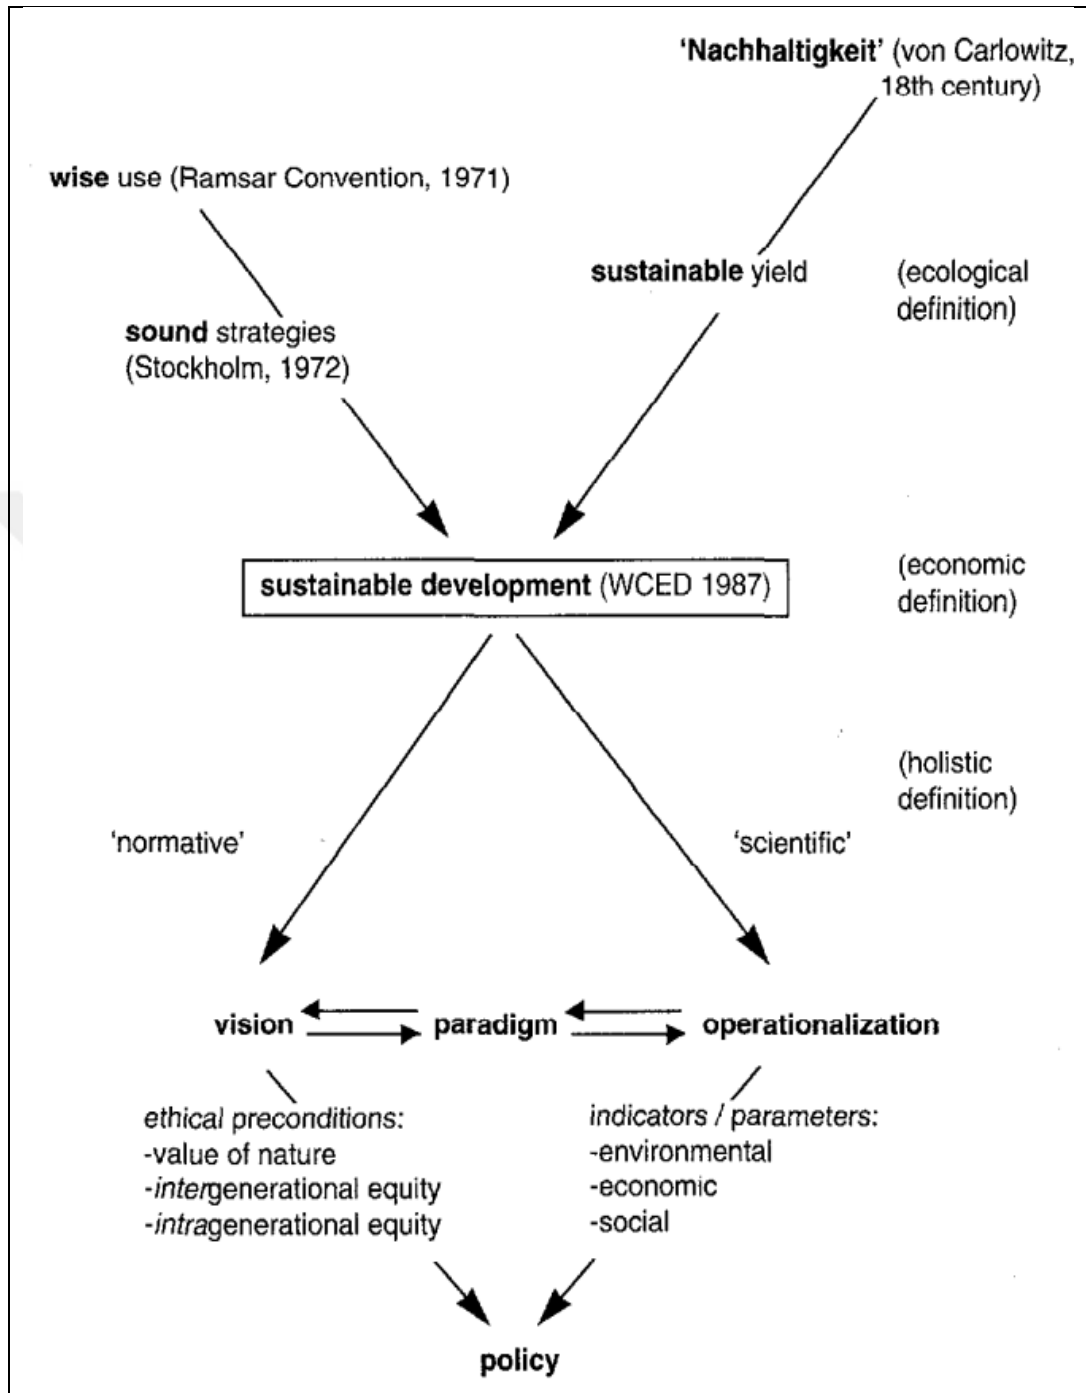 'Nachhaltigkeit' (von Carlowitz,
18th century)
wise use (Ramsar Convention, 1971)
sustainable yield
(ecological
definition)
sound strategies
(Stockholm, 1972)
sustainable development (WCED 1987)
(economic
definition)
(holistic
definition)
'normative'
'scientific'
vision
paradigm
operationalization
ethical preconditions:
-value of nature
-intergenerational equity
-intragenerational equity
indicators / parameters:
-environmental
-economic
-social
policy